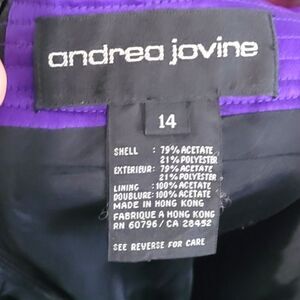 andrea jovine
14
SHELL : 79% ACETATE
21% POLYESTER
EXTERIEUR: 79% ACETATE
21% POLYESTER
LINING : 100% ACETATE
DOUBLURE: 100% ACETATE
MADE IN HONG KONG
FABRIQUE A HONG KONG
RN 60796/CA 28452
SEE REVERSE FOR CARE